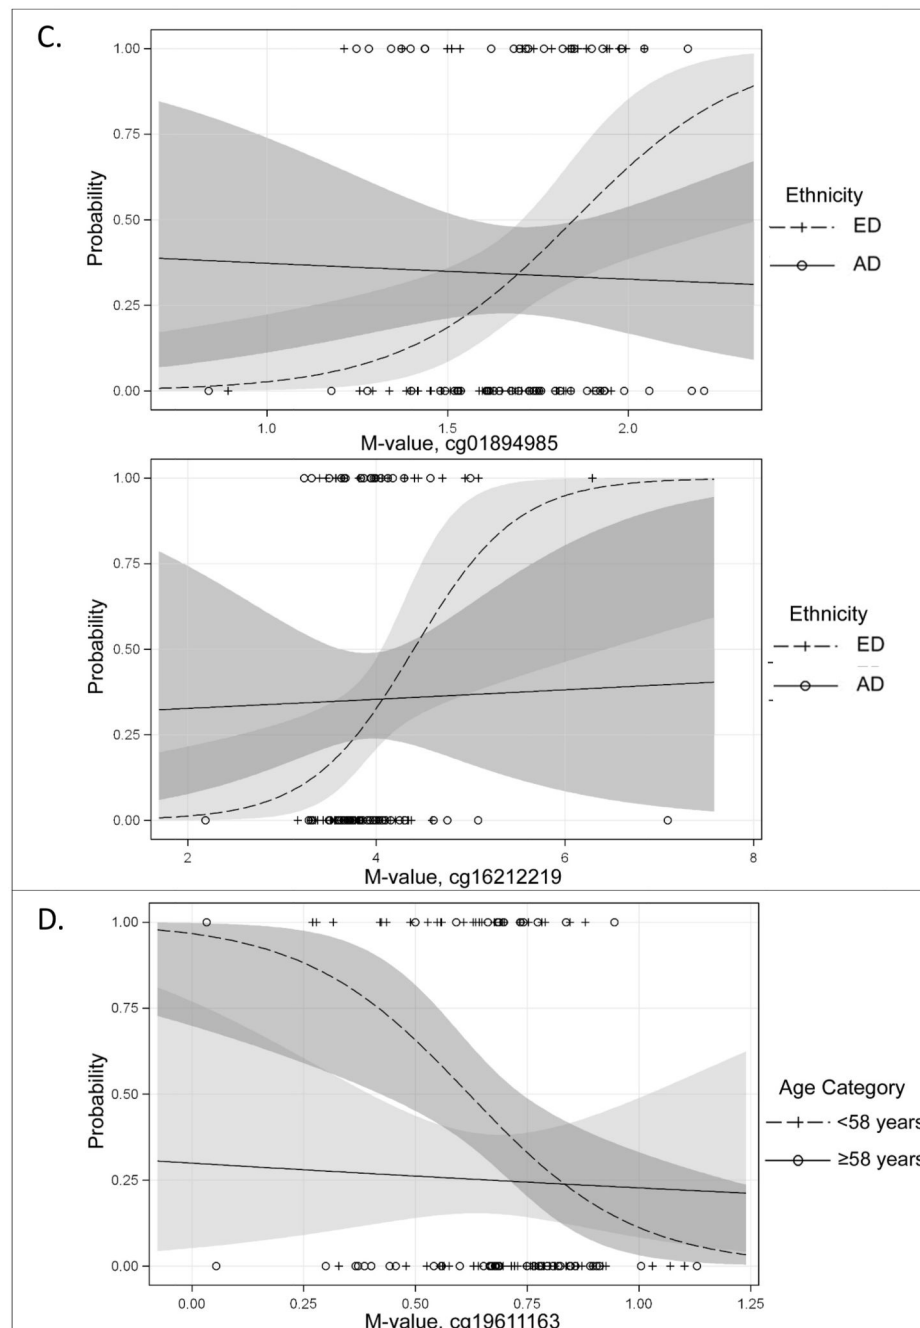 C.
1.00
0.75
0.50
0.25
0.00
Probability
1.0 1.5 2.0
M-value, cg01894985
Ethnicity
ED
AD
1.00
0.75
0.50
0.25
0.00
Probability
2 4 6 8
M-value, cg16212219
Ethnicity
ED
AD
D.
1.00
0.75
0.50
0.25
0.00
Probability
0.00 0.25 0.50 0.75 1.00 1.25
M-value, cg19611163
Age Category
<58 years
≥58 years